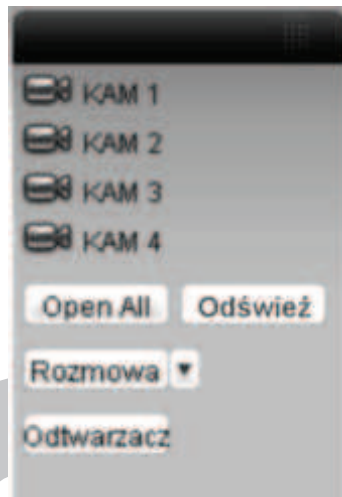 KAM 1
KAM 2
KAM 3
KAM 4
Open All Odśwież
Rozmowa
Odtwarzacz